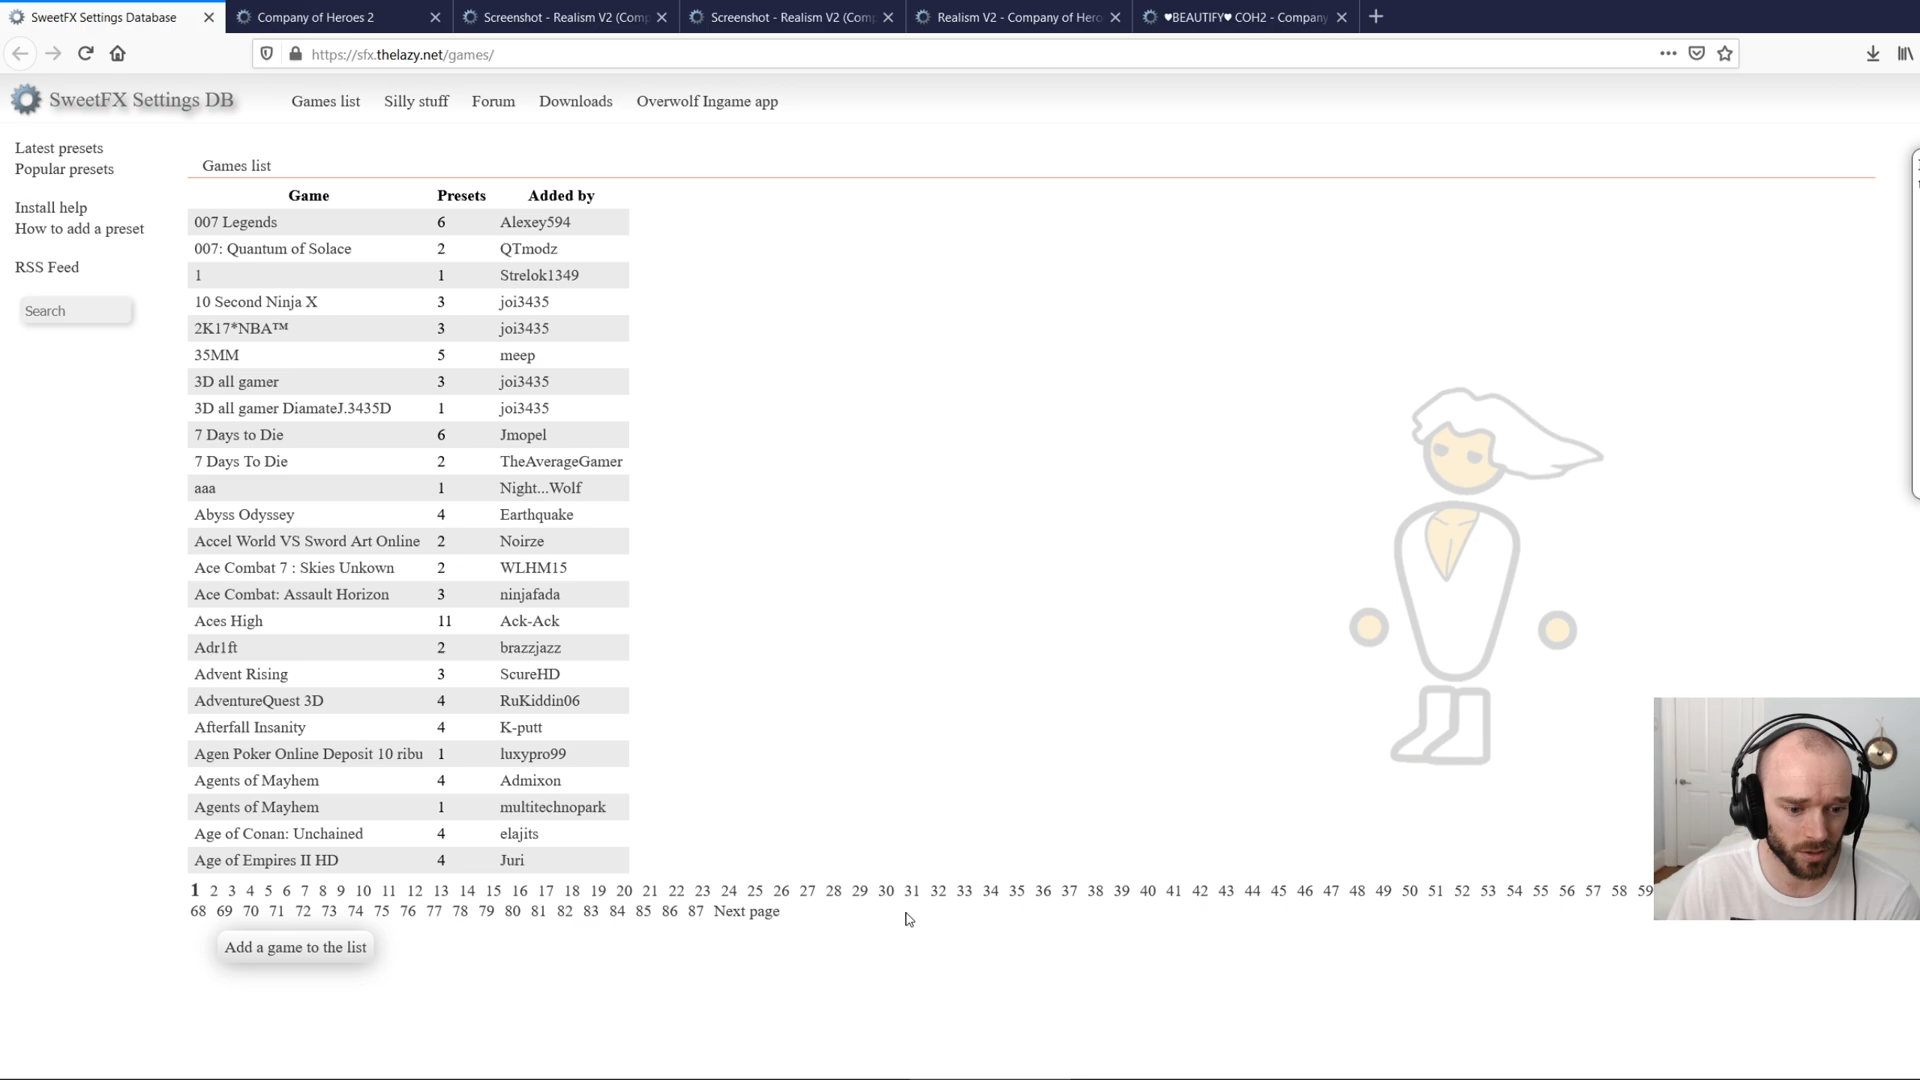 SweetFX Settings Database
Company of Heroes 2
Screenshot - Realism V2 (Comp
Screenshot - Realism V2 (Comp
Realism V2 - Company of Hero
♥BEAUTIFY♥ COH2 - Company
https://sfx.thelazy.net/games/
SweetFX Settings DB
Games list
Silly stuff
Forum
Downloads
Overwolf Ingame app
Latest presets
Popular presets
Install help
How to add a preset
RSS Feed
Search
Games list
Game Presets Added by
007 Legends 6 Alexey594
007: Quantum of Solace 2 QTmodz
1 1 Strelok1349
10 Second Ninja X 3 joi3435
2K17*NBA™ 3 joi3435
35MM 5 meep
3D all gamer 3 joi3435
3D all gamer DiamateJ.3435D 1 joi3435
7 Days to Die 6 Jmopel
7 Days To Die 2 TheAverageGamer
aaa 1 Night...Wolf
Abyss Odyssey 4 Earthquake
Accel World VS Sword Art Online 2 Noirze
Ace Combat 7 : Skies Unkown 2 WLHM15
Ace Combat: Assault Horizon 3 ninjafada
Aces High 11 Ack-Ack
Adr1ft 2 brazzjazz
Advent Rising 3 ScureHD
AdventureQuest 3D 4 RuKiddin06
Afterfall Insanity 4 K-putt
Agen Poker Online Deposit 10 ribu 1 luxypro99
Agents of Mayhem 4 Admixon
Agents of Mayhem 1 multitechnopark
Age of Conan: Unchained 4 elajits
Age of Empires II HD 4 Juri
1 2 3 4 5 6 7 8 9 10 11 12 13 14 15 16 17 18 19 20 21 22 23 24 25 26 27 28 29 30 31 32 33 34 35 36 37 38 39 40 41 42 43 44 45 46 47 48 49 50 51 52 53 54 55 56 57 58 59
68 69 70 71 72 73 74 75 76 77 78 79 80 81 82 83 84 85 86 87 Next page
Add a game to the list